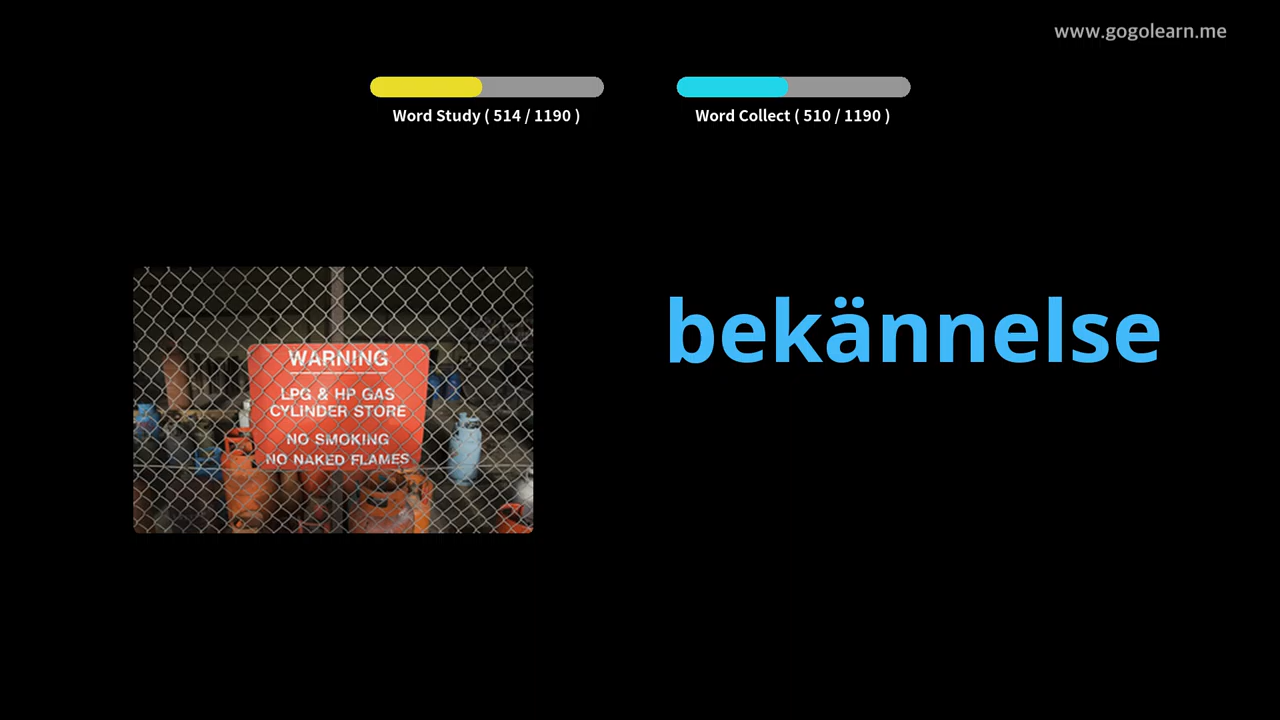 www.gogolearn.me
Word Study ( 514 / 1190 )
Word Collect ( 510 / 1190 )
bekännelse
WARNING
LPG & HP GAS
CYLINDER STORE
NO SMOKING
NO NAKED FLAMES